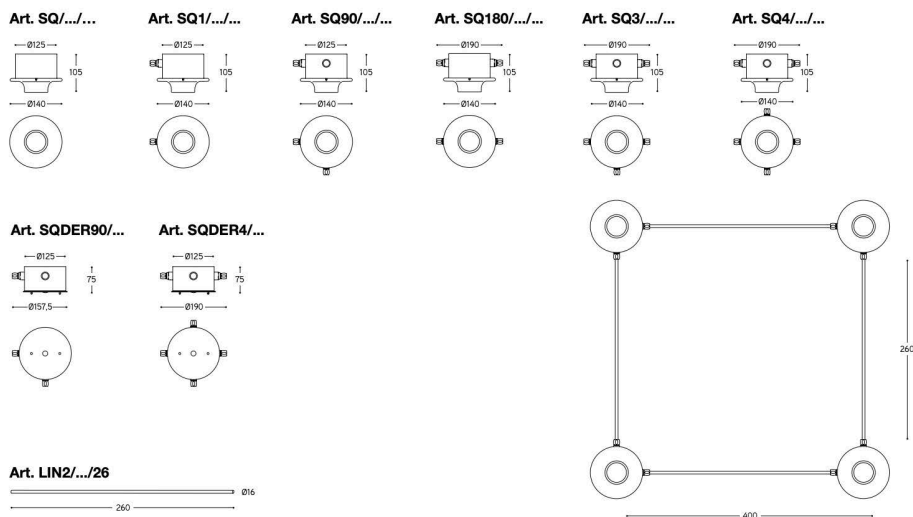 Art. SQ/.../... Art. SQ1/.../... Art. SQ90/.../... Art. SQ180/.../... Art. SQ3/.../... Art. SQ4/.../...
Ø125 Ø125 Ø125 Ø190 Ø190 Ø190
105 105 105 105 105 105
Ø140 Ø140 Ø140 Ø140 Ø140 Ø140
Art. SQDER90/... Art. SQDER4/...
Ø125 Ø125
75 75
Ø157,5 Ø190
260
Art. LIN2/.../26
Ø16
260
400